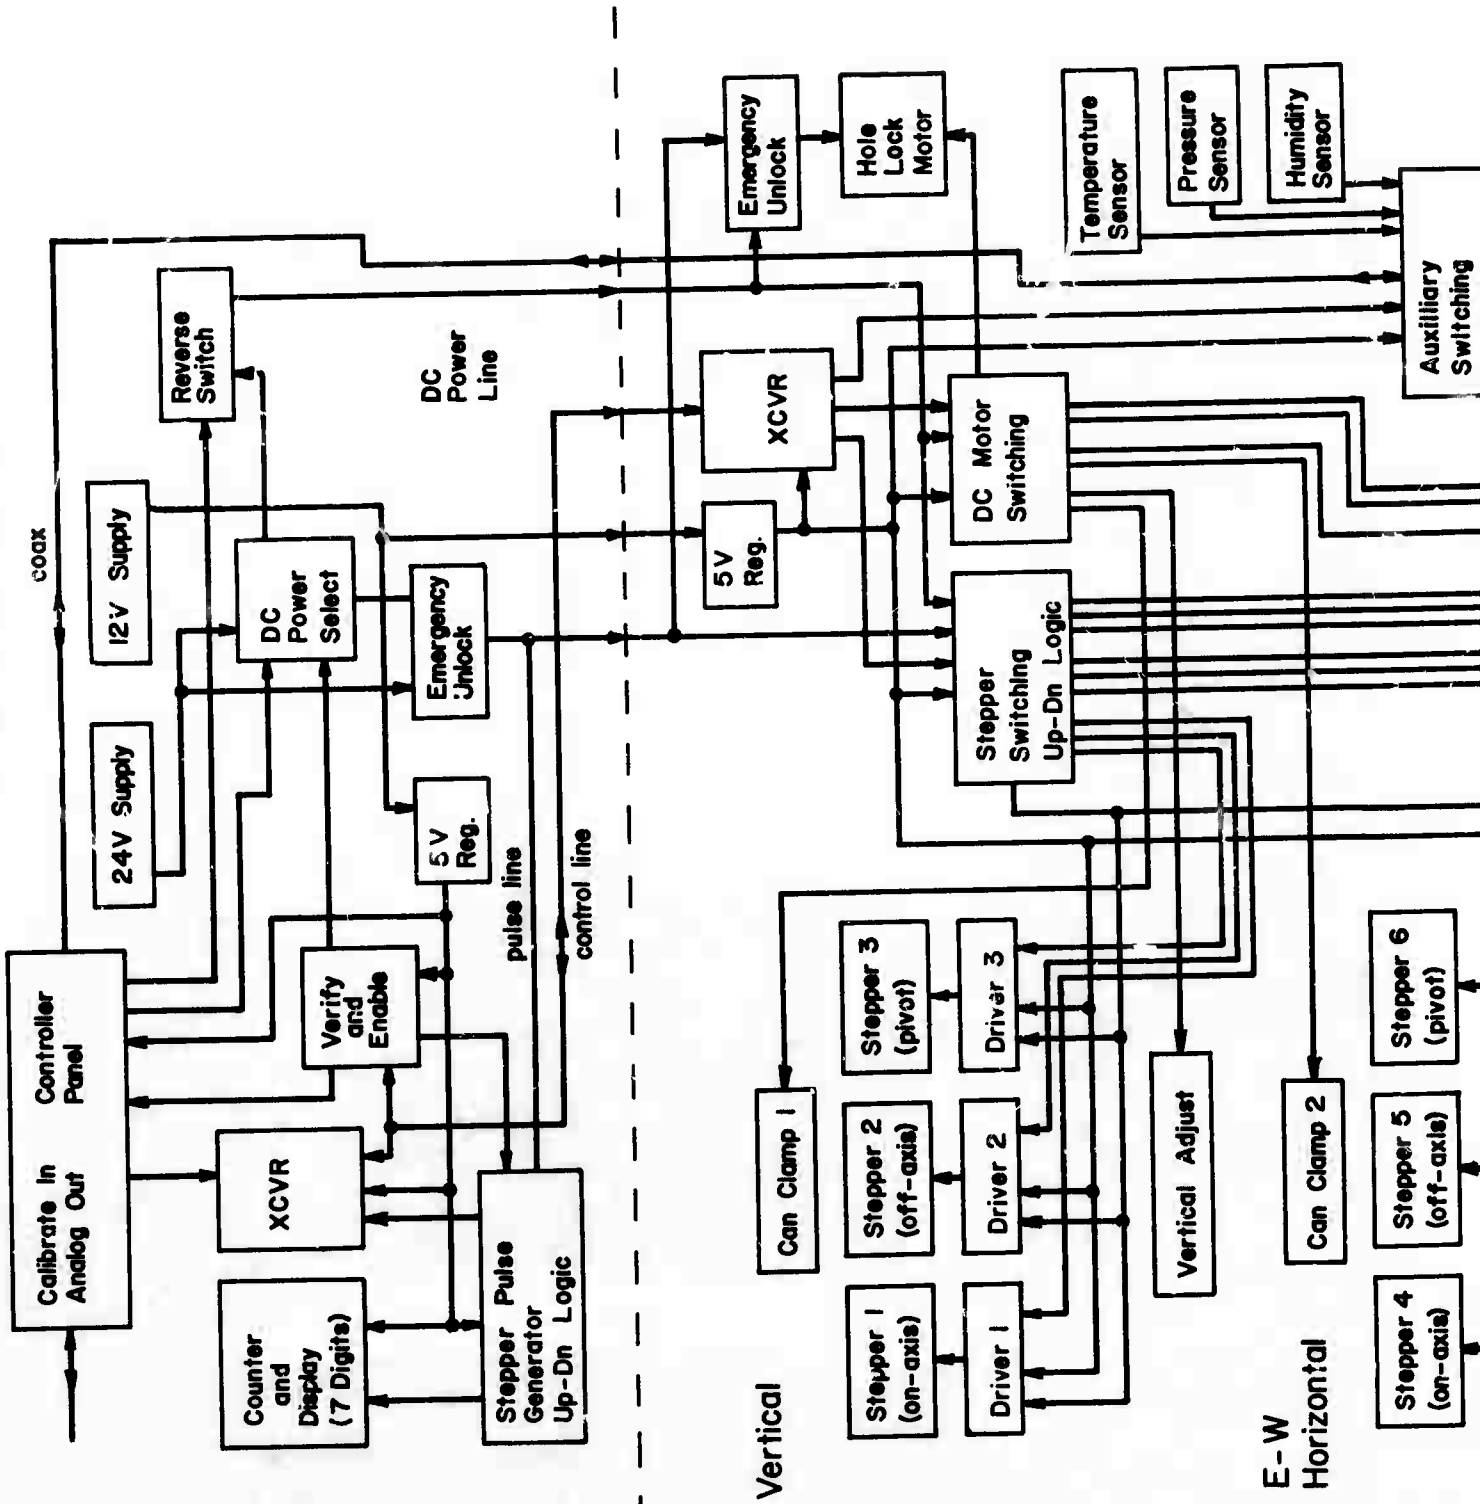 Calibrate In
Analog Out
Controller
Panel
24V Supply
12V Supply
coax
Reverse
Switch
Counter
and
Display
(7 Digits)
XCVR
Verify
and
Enable
DC
Power
Select
5V
Reg.
Emergency
Unlock
DC
Power
Line
Stepper Pulse
Generator
Up-Dn Logic
pulse line
control line
Vertical
Can Clamp 1
5V
Reg.
XCVR
Emergency
Unlock
Hole
Lock
Motor
Stepper 1
(on-axis)
Stepper 2
(off-axis)
Stepper 3
(pivot)
Driver 1
Driver 2
Driver 3
Stepper
Switching
Up-Dn Logic
DC Motor
Switching
Temperature
Sensor
Pressure
Sensor
Humidity
Sensor
Vertical Adjust
E-W
Horizontal
Can Clamp 2
Stepper 4
(on-axis)
Stepper 5
(off-axis)
Stepper 6
(pivot)
Auxilliary
Switching